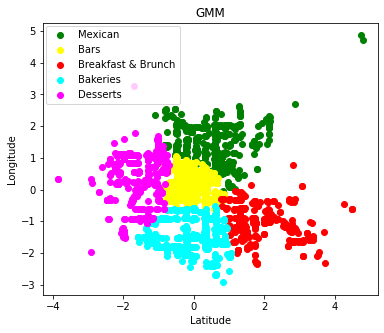 GMM
Mexican
Bars
Breakfast & Brunch
Bakeries
Desserts
5
4
3
2
1
0
−1
−2
−3
Longitude
−4 −2 0 2 4
Latitude